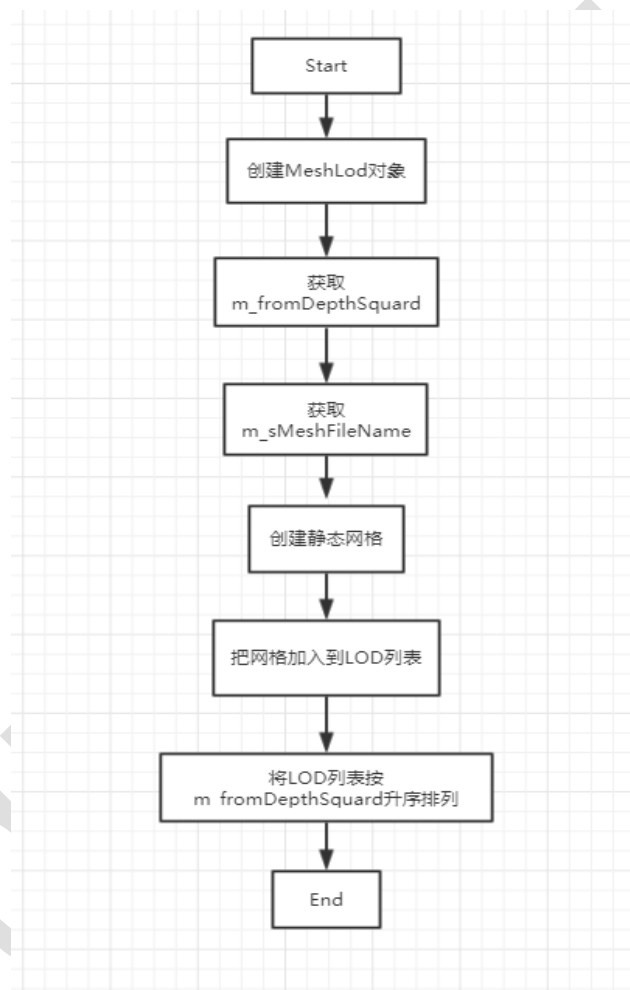 Start
创建MeshLod对象
获取
m_fromDepthSquard
获取
m_sMeshFileName
创建静态网格
把网格加入到LOD列表
将LOD列表按
m_fromDepthSquard升序排列
End